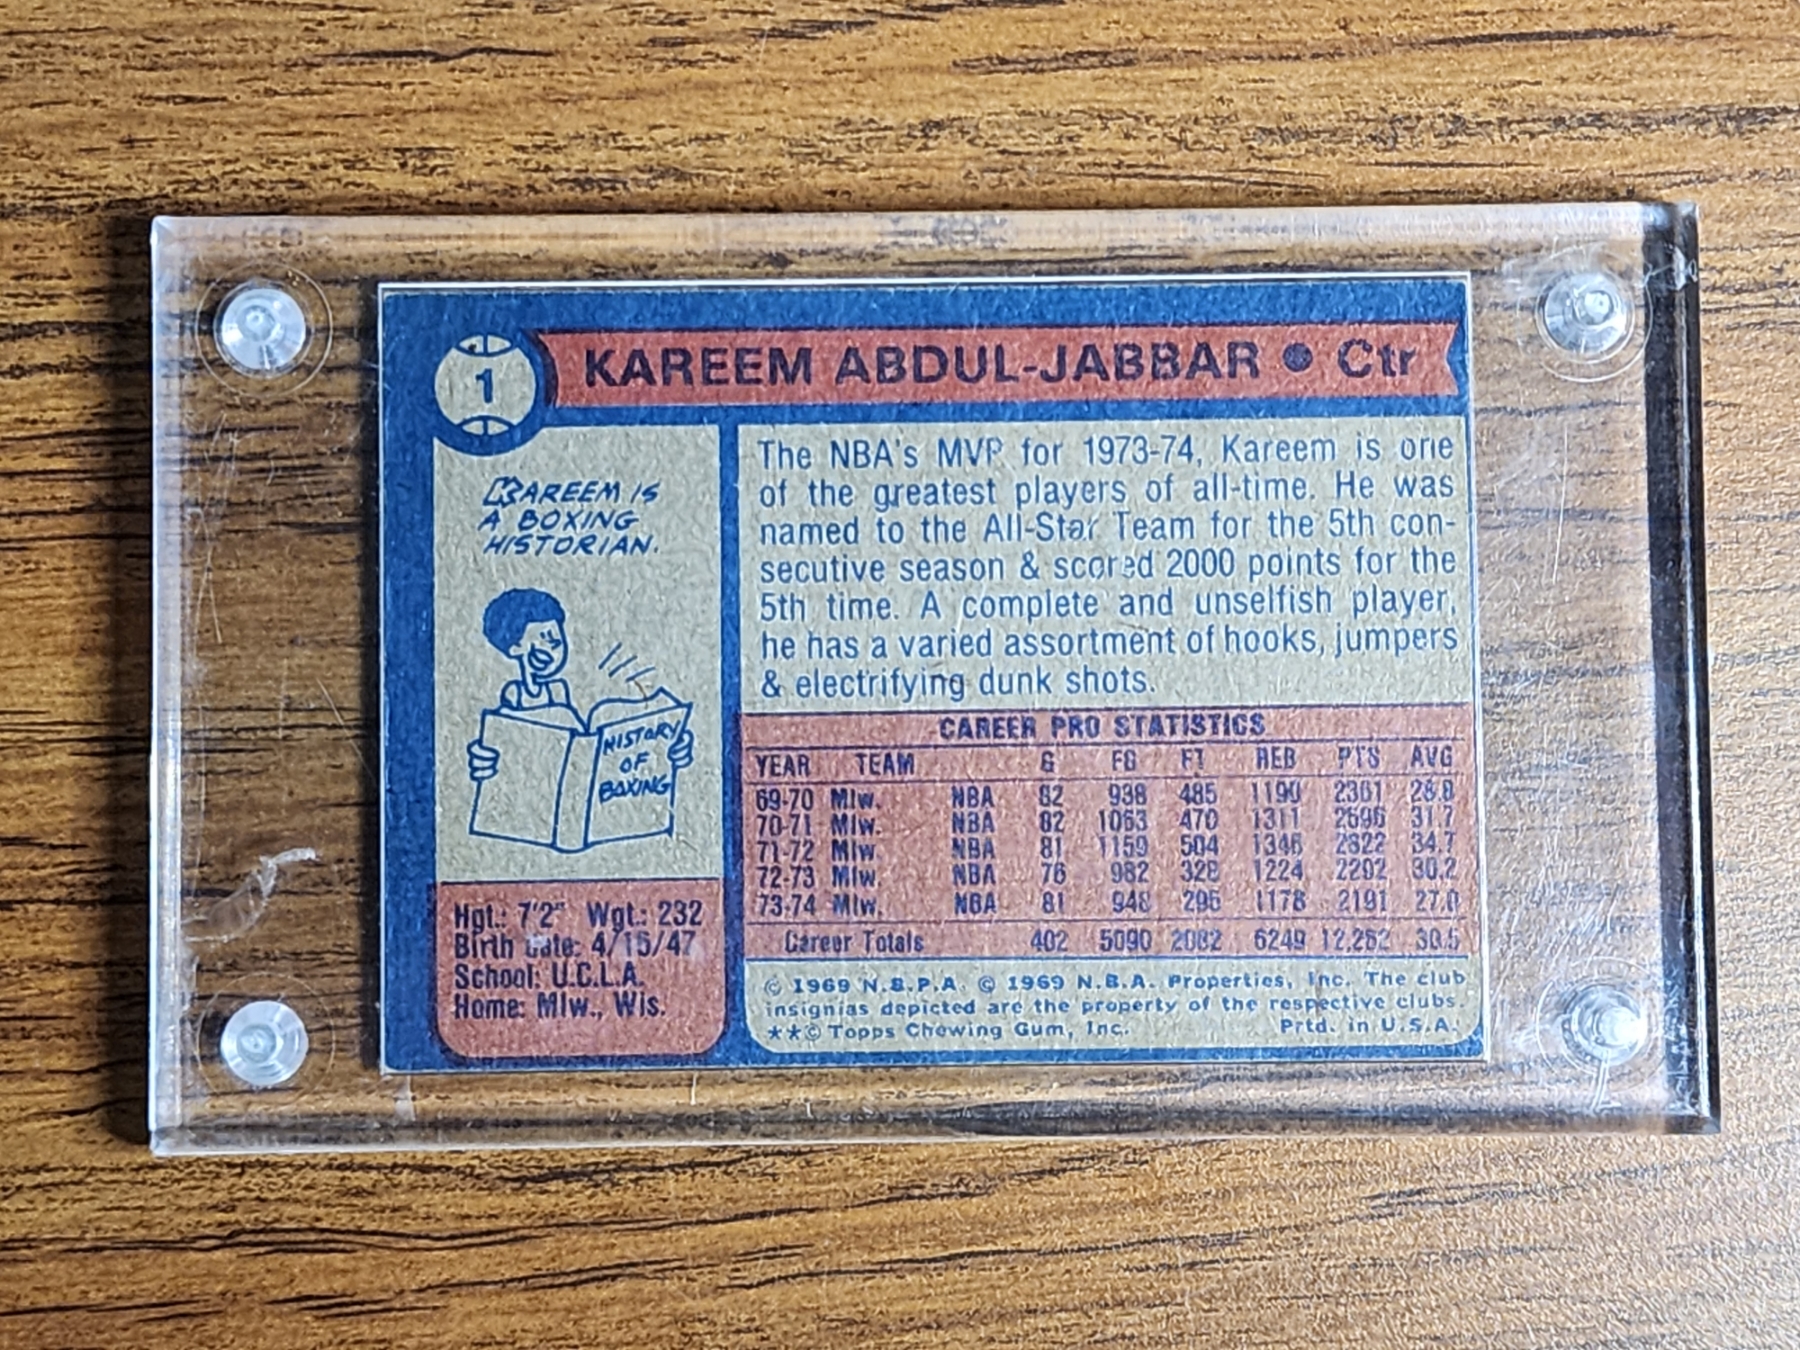 1
KAREEM ABDUL-JABBAR • Ctr
KAREEM IS
A BOXING
HISTORIAN.
HISTORY
OF
BOXING
Hgt.: 7'2" Wgt.: 232
Birth Date: 4/16/47
School: U.C.L.A.
Home: Mlw., Wis.
The NBA's MVP for 1973-74, Kareem is one
of the greatest players of all-time. He was
named to the All-Star Team for the 5th con-
secutive season & scored 2000 points for the
5th time. A complete and unselfish player,
he has a varied assortment of hooks, jumpers
& electrifying dunk shots.
CAREER PRO STATISTICS
YEAR TEAM G FG FT REB PTS AVG
69-70 Mlw. NBA 82 938 485 1190 2361 28.8
70-71 Mlw. NBA 82 1063 470 1311 2596 31.7
71-72 Mlw. NBA 81 1159 504 1346 2822 34.7
72-73 Mlw. NBA 76 982 328 1224 2292 30.2
73-74 Mlw. NBA 81 948 295 1178 2191 27.0
Career Totals 402 5090 2082 6249 12,262 30.5
© 1969 N.B.P.A. © 1969 N.B.A. Properties, Inc. The club
insignias depicted are the property of the respective clubs.
**© Topps Chewing Gum, Inc. Prtd. in U.S.A.